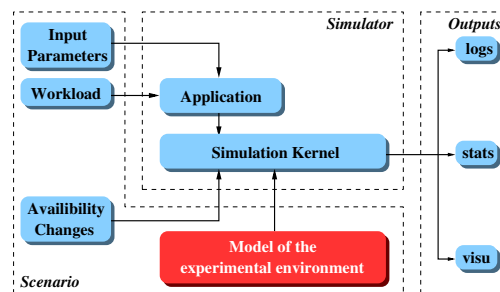 Input
Parameters
Workload
Availibility
Changes
Scenario
Simulator
Application
Simulation Kernel
Model of the
experimental environment
Outputs
logs
stats
visu